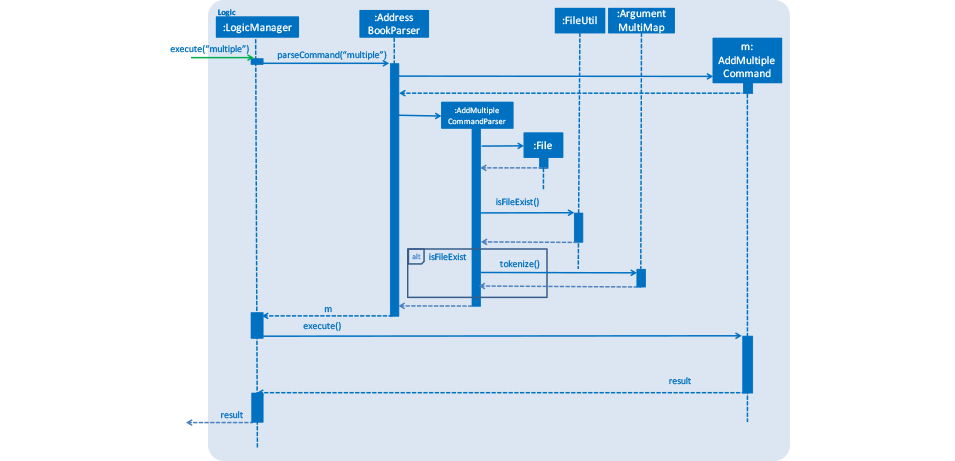 Logic
:LogicManager
:Address
BookParser
:FileUtil
:Argument
MultiMap
execute(“multiple”)
parseCommand(“multiple”)
m:
AddMultiple
Command
:AddMultiple
CommandParser
:File
isFileExist()
alt
isFileExist
tokenize()
m
execute()
result
result